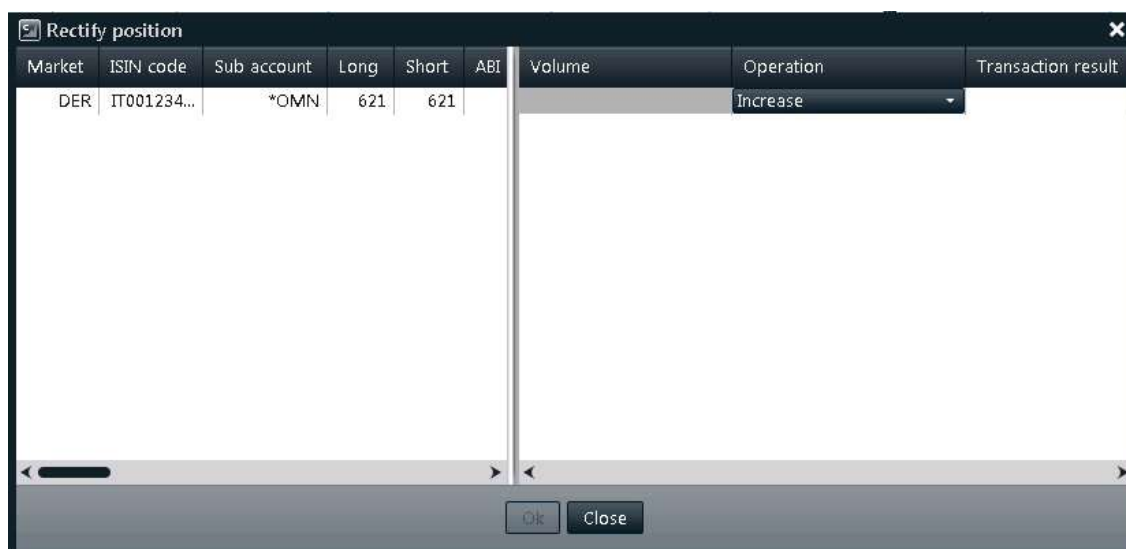 Rectify position
Market ISIN code Sub account Long Short ABI Volume Operation Transaction result
DER IT001234... *OMN 621 621 Increase
Ok Close